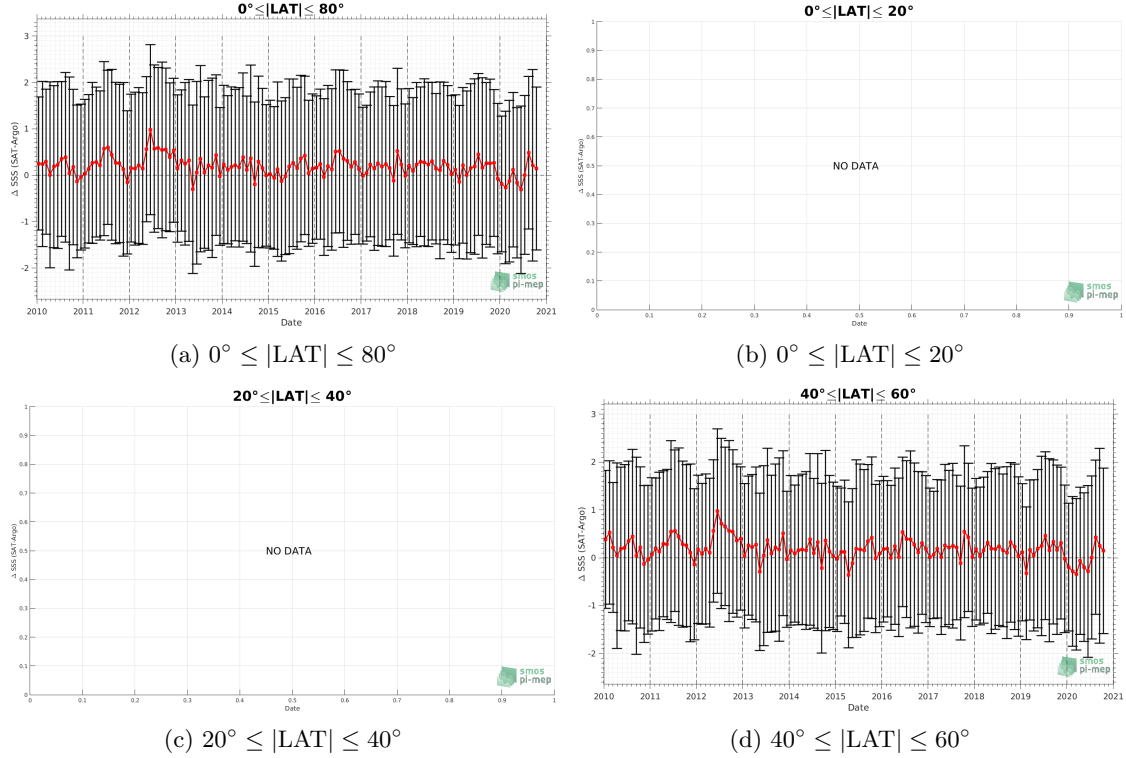 0°≤|LAT|≤ 80°
Δ SSS (SAT-Argo)
3
2
1
0
-1
-2
2010 2011 2012 2013 2014 2015 2016 2017 2018 2019 2020 2021
Date
smos
pi-mep
(a) 0° ≤ |LAT| ≤ 80°
0°≤|LAT|≤ 20°
Δ SSS (SAT-Argo)
1
0.9
0.8
0.7
0.6
0.5
0.4
0.3
0.2
0.1
0
NO DATA
0 0.1 0.2 0.3 0.4 0.5 0.6 0.7 0.8 0.9 1
Date
smos
pi-mep
(b) 0° ≤ |LAT| ≤ 20°
20°≤|LAT|≤ 40°
Δ SSS (SAT-Argo)
1
0.9
0.8
0.7
0.6
0.5
0.4
0.3
0.2
0.1
0
NO DATA
0 0.1 0.2 0.3 0.4 0.5 0.6 0.7 0.8 0.9 1
Date
smos
pi-mep
(c) 20° ≤ |LAT| ≤ 40°
40°≤|LAT|≤ 60°
Δ SSS (SAT-Argo)
3
2
1
0
-1
-2
2010 2011 2012 2013 2014 2015 2016 2017 2018 2019 2020 2021
Date
smos
pi-mep
(d) 40° ≤ |LAT| ≤ 60°